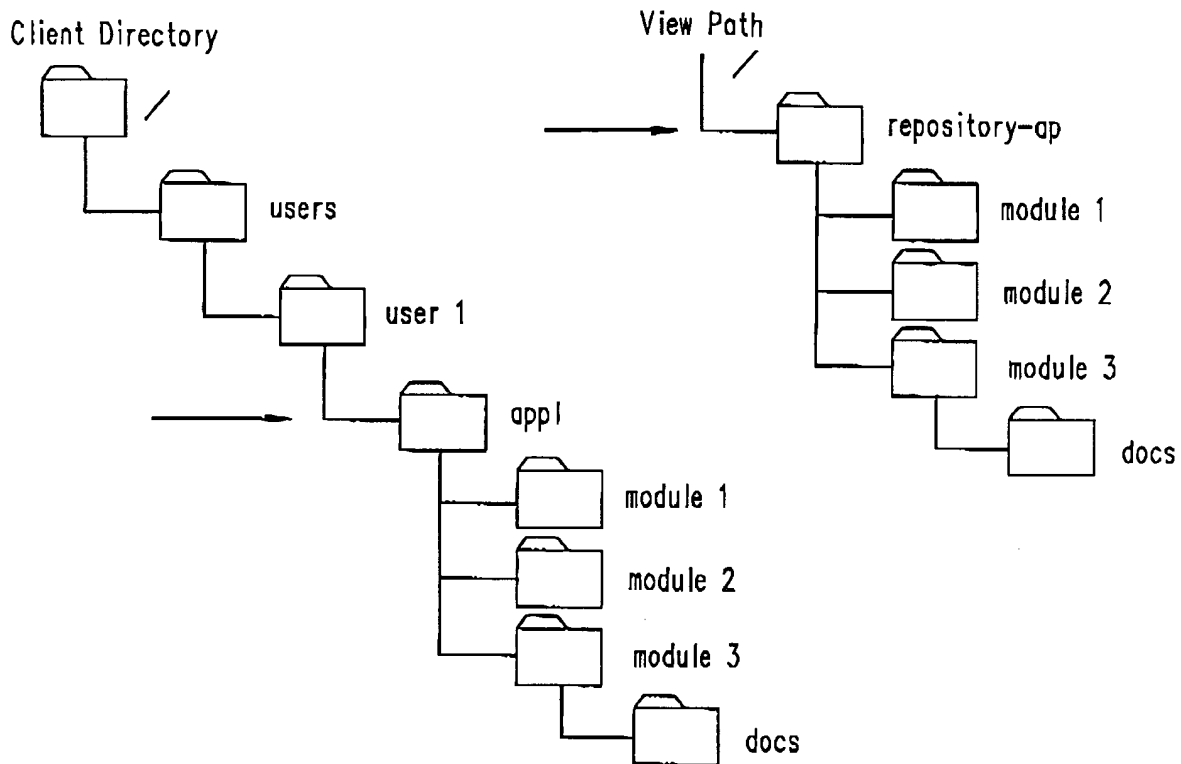 Client Directory
/
users
user 1
appl
module 1
module 2
module 3
docs
View Path
/
repository-ap
module 1
module 2
module 3
docs